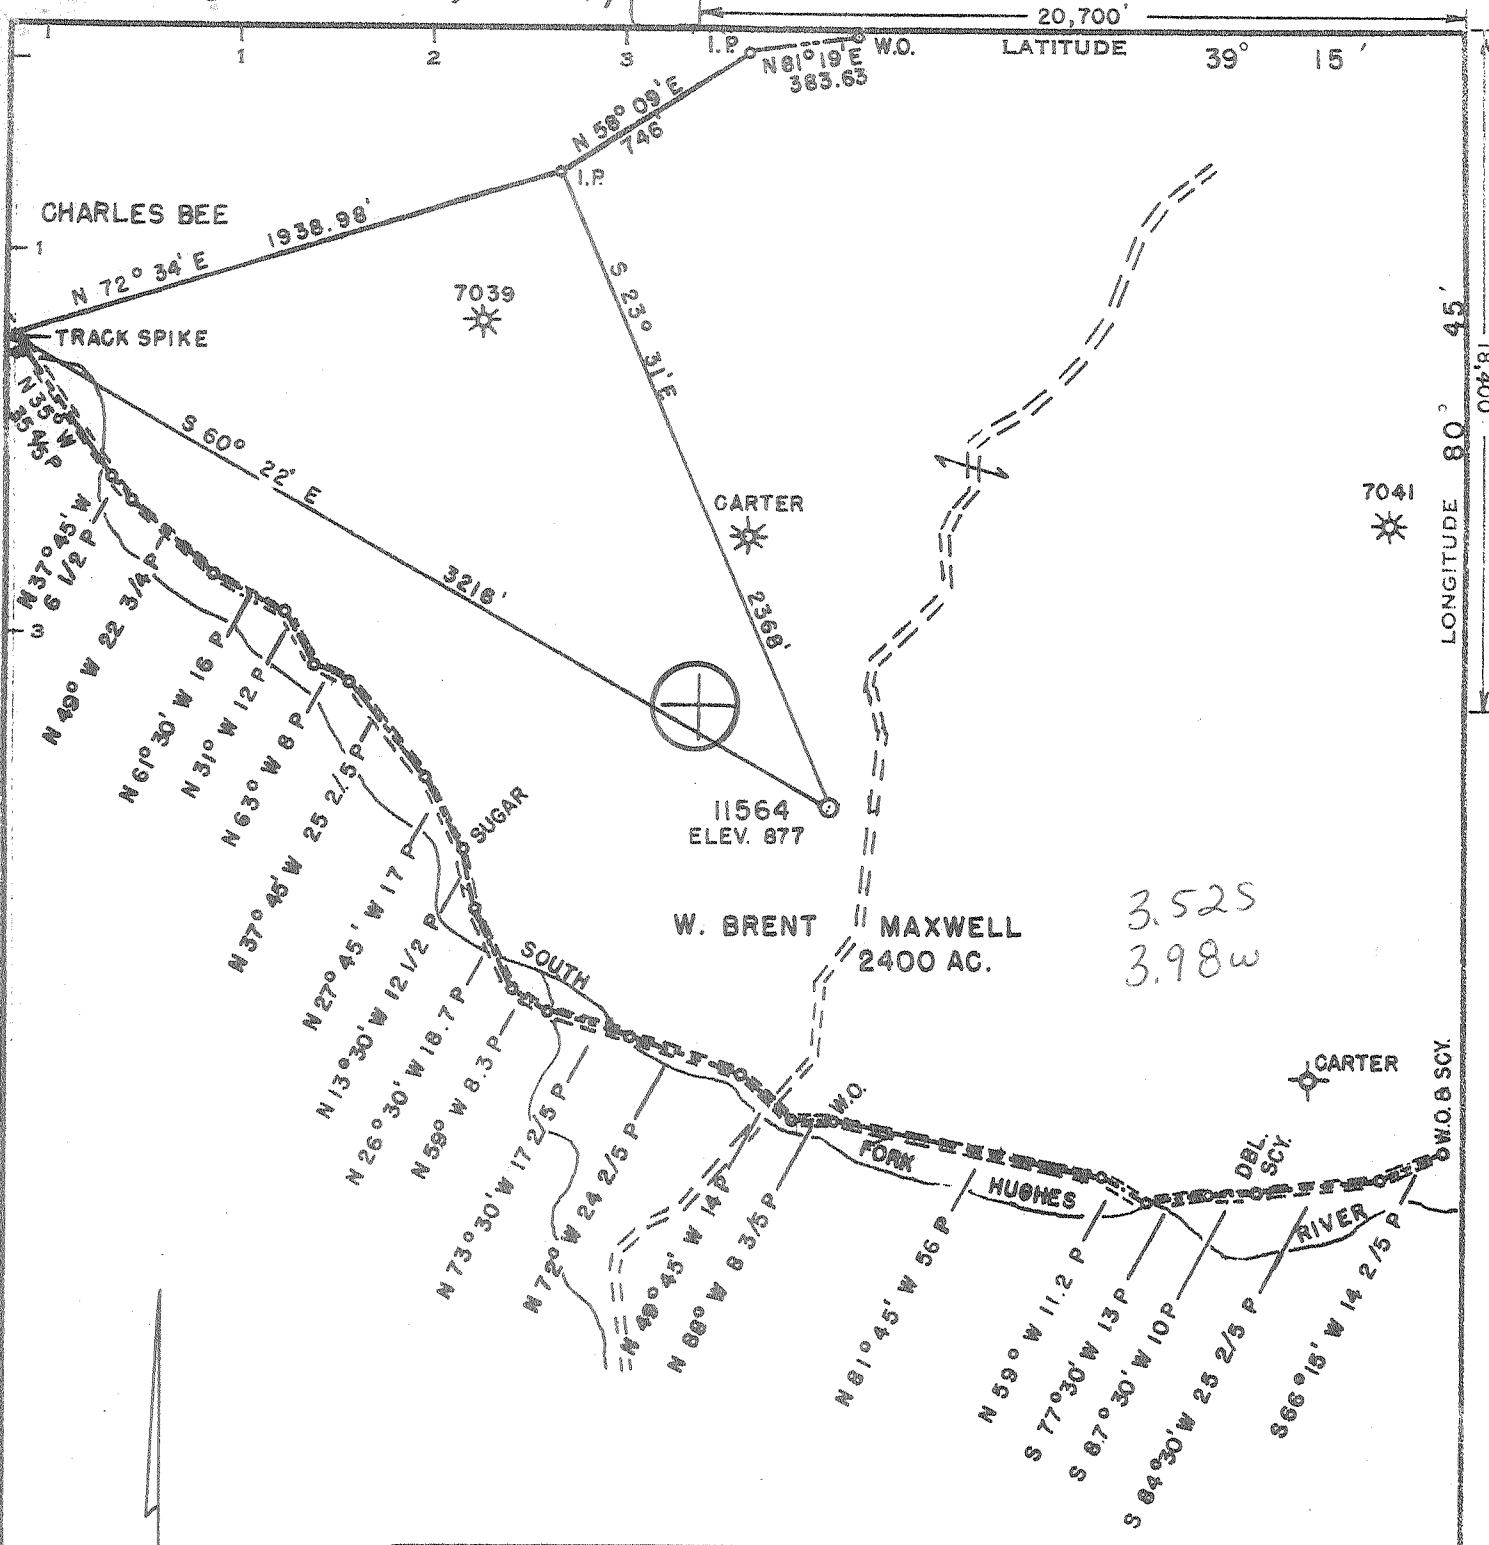 20,700'
1
2
3
I.P.
W.O.
LATITUDE 39° 15'
N 81° 19' E
383.63
N 58° 09' E
746'
I.P.
CHARLES BEE
1938.98'
1
N 72° 34' E
TRACK SPIKE
7039
S 23° 31' E
45'
18,400
N 35° W
35 4/5 P
S 60° 22' E
CARTER
80°
7041
LONGITUDE
N 37° 45' W
6 1/2 P
3216'
2368'
3
N 49° W 22 3/4 P
N 61° 30' W 16 P
N 31° W 12 P
N 63° W 8 P
N 37° 45' W 25 2/5 P
SUGAR
11564
ELEV. 877
N 27° 45' W 17 P
N 13° 30' W 12 1/2 P
N 26° 30' W 18.7 P
N 59° W 8.3 P
SOUTH
W. BRENT MAXWELL
2400 AC.
3.52S
3.98W
N 73° 30' W 17 2/5 P
N 72° W 24 2/5 P
N 49° 45' W 14 P
N 88° W 8 3/5 P
W.O.
FORK
HUGHES
RIVER
CARTER
DBL.
SCY.
W.O. & SCY.
N 81° 45' W 56 P
N 59° W 11.2 P
S 77° 30' W 13 P
S 87° 30' W 10 P
S 84° 30' W 25 2/5 P
S 66° 15' W 14 2/5 P